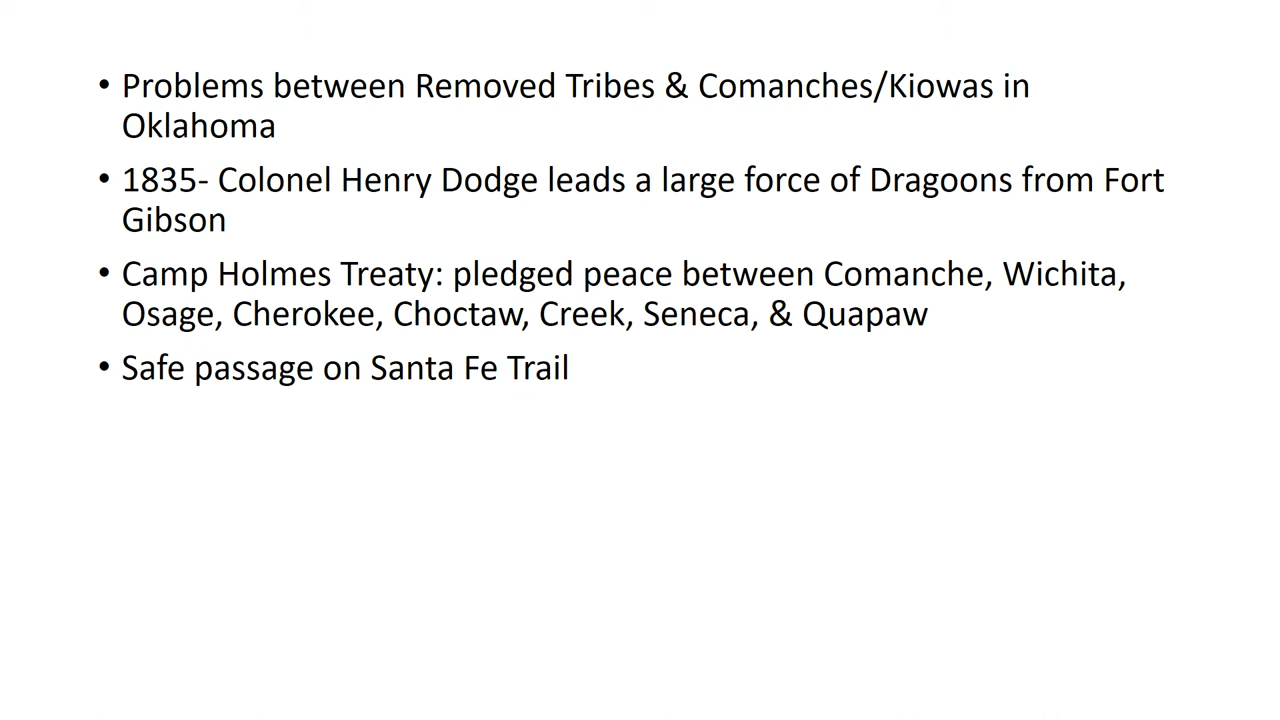 • Problems between Removed Tribes & Comanches/Kiowas in
Oklahoma
• 1835- Colonel Henry Dodge leads a large force of Dragoons from Fort
Gibson
• Camp Holmes Treaty: pledged peace between Comanche, Wichita,
Osage, Cherokee, Choctaw, Creek, Seneca, & Quapaw
• Safe passage on Santa Fe Trail